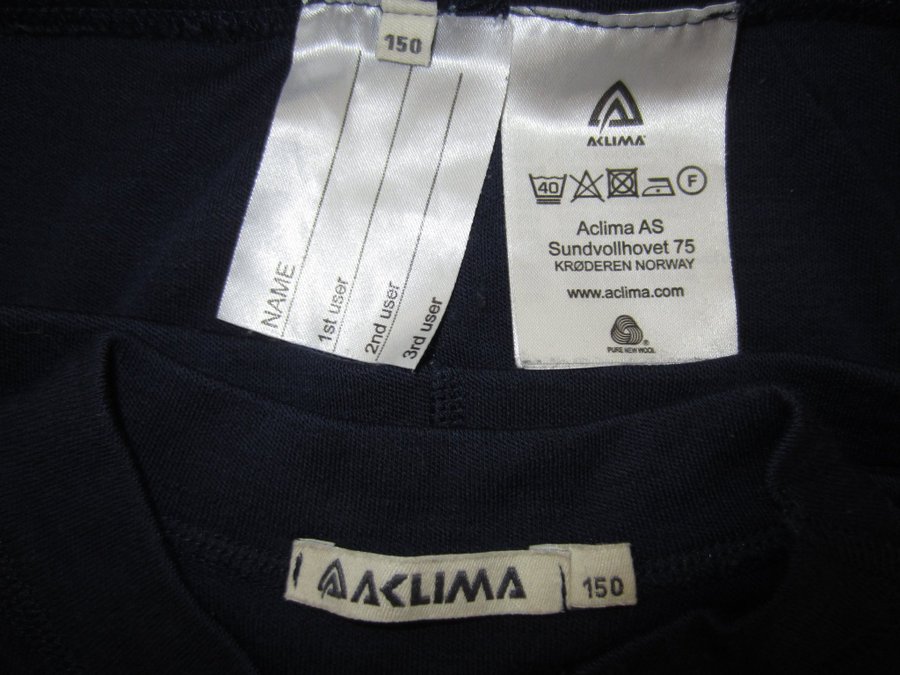 150
NAME
1st user
2nd user
3rd user
ACLIMA
40
F
Aclima AS
Sundvollhovet 75
KRØDEREN NORWAY
www.aclima.com
®
PURE NEW WOOL
ACLIMA
150